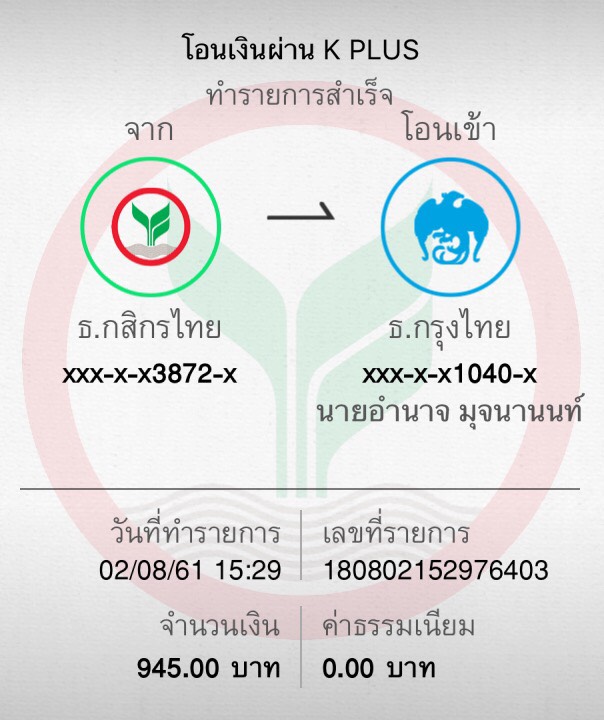 โอนเงินผ่าน K PLUS
ทำรายการสำเร็จ
จาก
โอนเข้า
ธ.กสิกรไทย
ธ.กรุงไทย
xxx-x-x3872-x
xxx-x-x1040-x
นายอำนาจ มุจนานนท์
วันที่ทำรายการ
เลขที่รายการ
02/08/61 15:29
180802152976403
จำนวนเงิน
ค่าธรรมเนียม
945.00 บาท
0.00 บาท